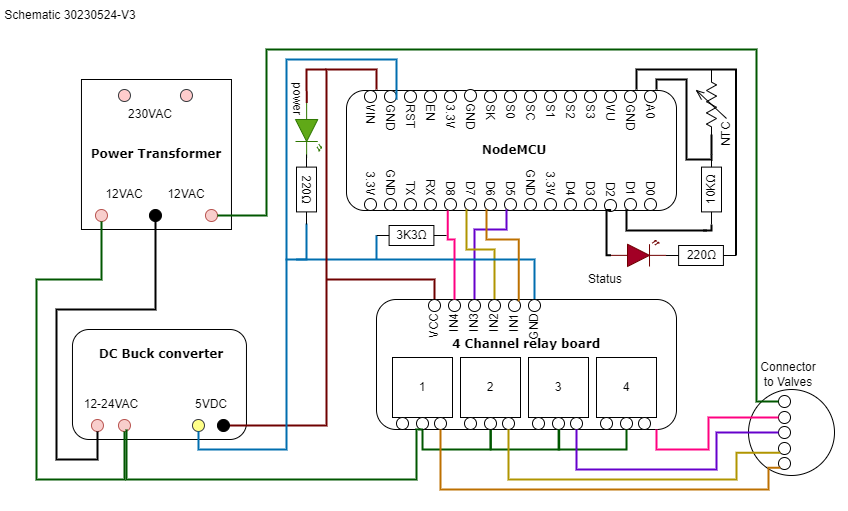 Schematic 30230524-V3
230VAC
Power Transformer
12VAC 12VAC
power
220Ω
VIN GND RST EN 3.3V GND SK S0 SC S1 S2 S3 VU GND A0
NodeMCU
3.3V GND TX RX D8 D7 D6 D5 GND 3.3V D4 D3 D2 D1 D0
NTC
10KΩ
3K3Ω
220Ω
Status
DC Buck converter
12-24VAC 5VDC
VCC IN4 IN3 IN2 IN1 GND
4 Channel relay board
1 2 3 4
Connector
to Valves